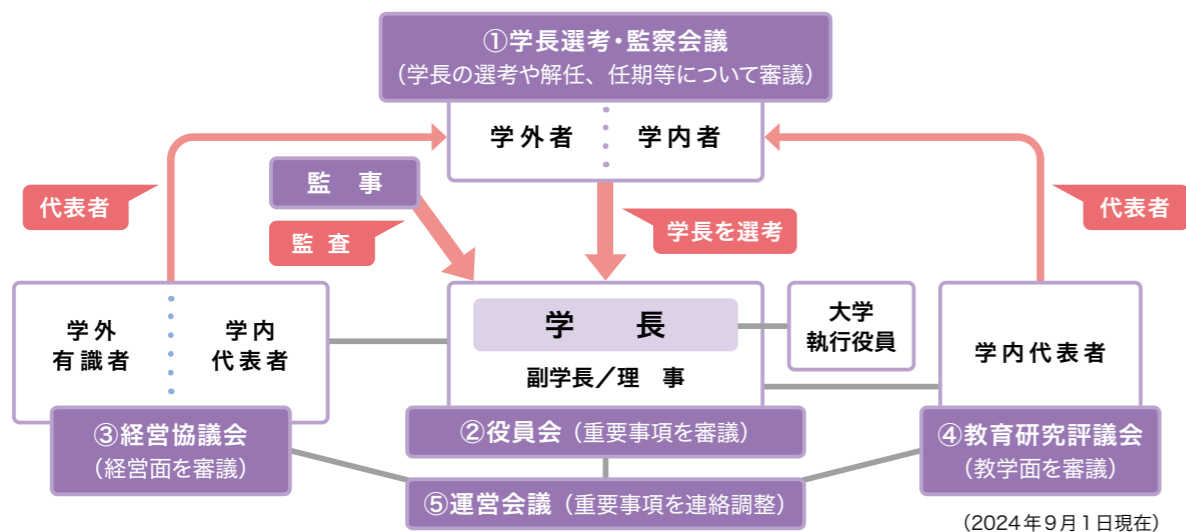 ①学長選考・監察会議
（学長の選考や解任、任期等について審議）
学外者
学内者
監　事
代表者
監 査
学長を選考
代表者
学外
有識者
学内
代表者
学　　長
副学長／理　事
大学
執行役員
学内代表者
③経営協議会
（経営面を審議）
②役員会（重要事項を審議）
④教育研究評議会
（教学面を審議）
⑤運営会議（重要事項を連絡調整）
（2024年9月1日現在）